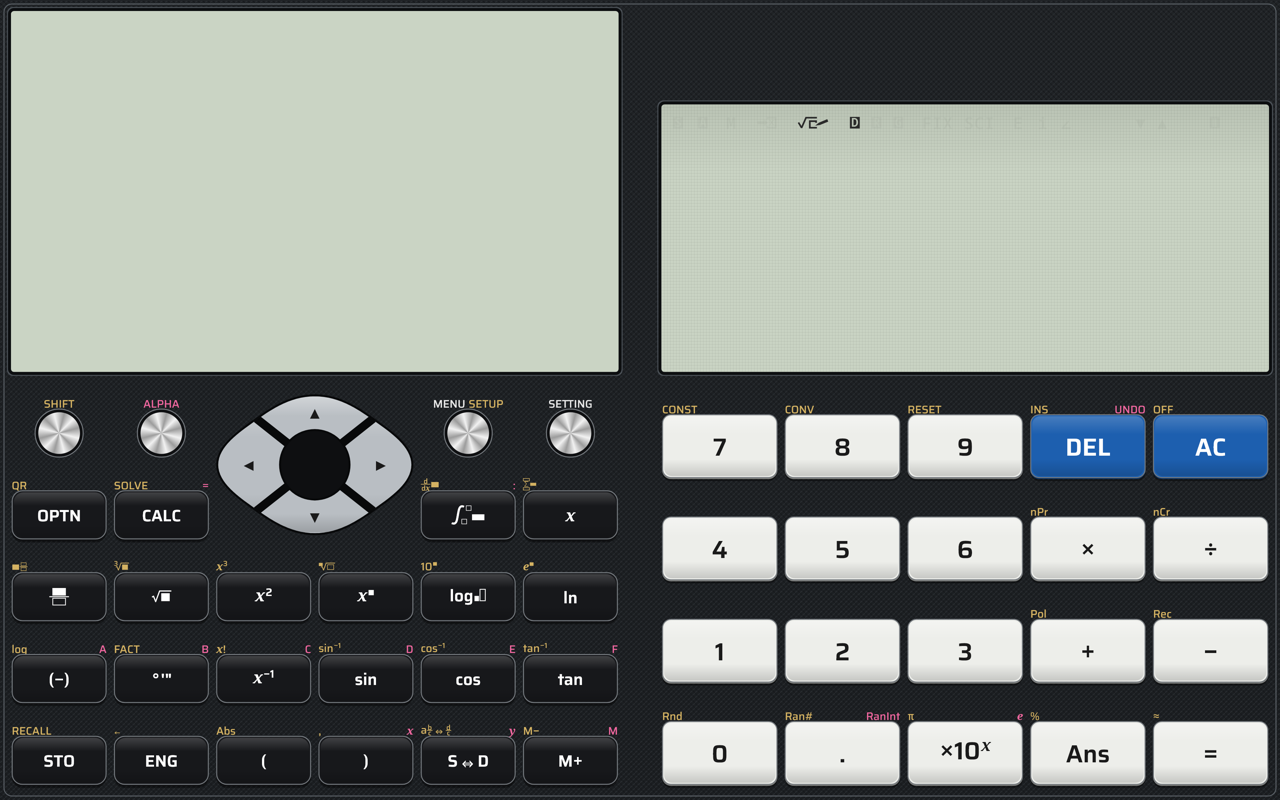 √ D
SHIFT ALPHA MENU SETUP SETTING
CONST CONV RESET INS UNDO OFF
7 8 9 DEL AC
QR SOLVE = d/dx :
OPTN CALC ∫ x
nPr nCr
4 5 6 × ÷
³√ x³ 10 e
√ x² x log ln
Pol Rec
1 2 3 + −
log A FACT B x! C sin⁻¹ D cos⁻¹ E tan⁻¹ F
(−) °'" x⁻¹ sin cos tan
Rnd Ran# RanInt π e % ≈
0 . ×10x Ans =
RECALL ← Abs , x a b/c ⇔ d/c y M− M
STO ENG ( ) S⇔D M+